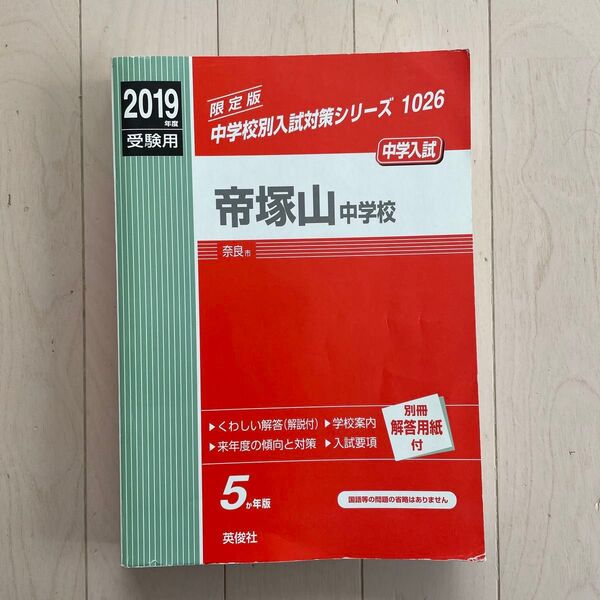 2019年度
受験用
限定版
中学校別入試対策シリーズ 1026
中学入試
帝塚山中学校
奈良市
▶くわしい解答(解説付)▶学校案内
▶来年度の傾向と対策▶入試要項
別冊
解答用紙
付
5か年版
国語等の問題の省略はありません
英俊社